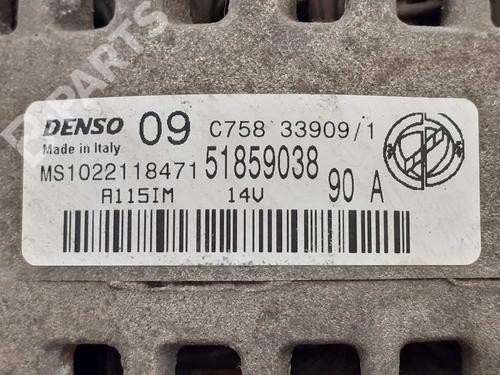 B PARTS
DENSO 09 C758 33909/1
Made in Italy
MS1022118471 51859038
A115IM 14V 90 A